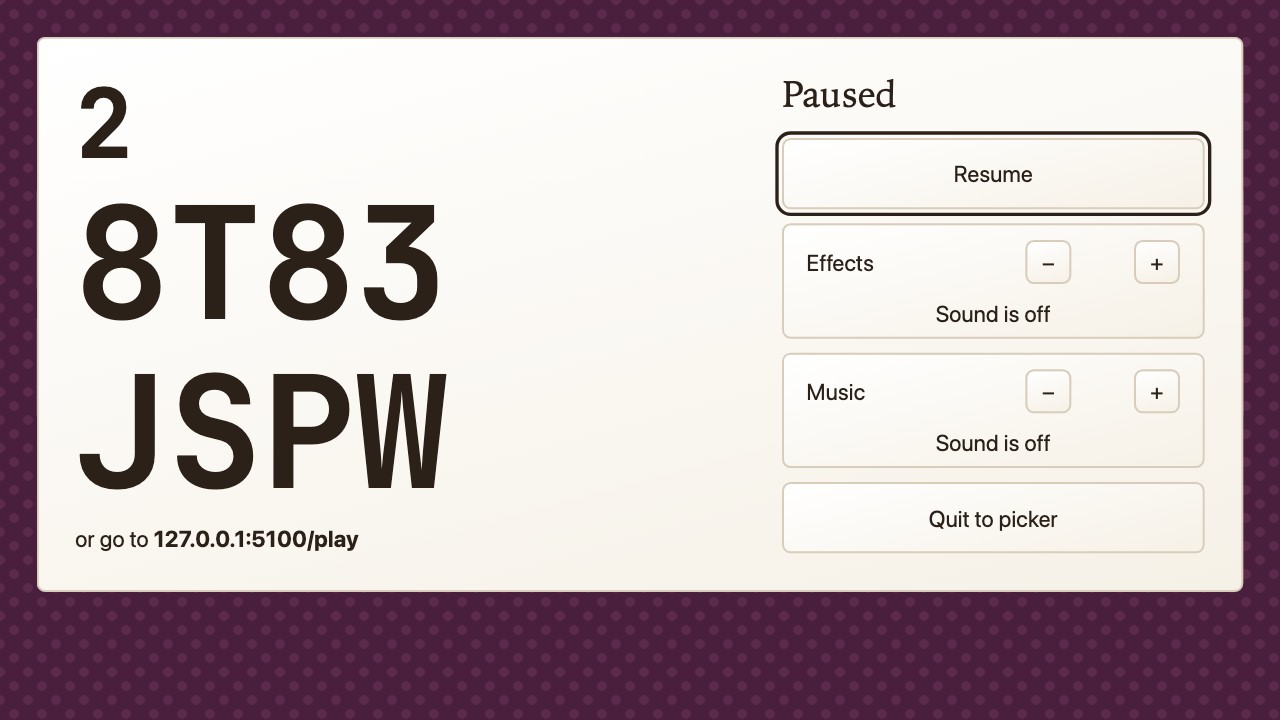 2
8T83
JSPW
or go to 127.0.0.1:5100/play
Paused
Resume
Effects − +
Sound is off
Music − +
Sound is off
Quit to picker